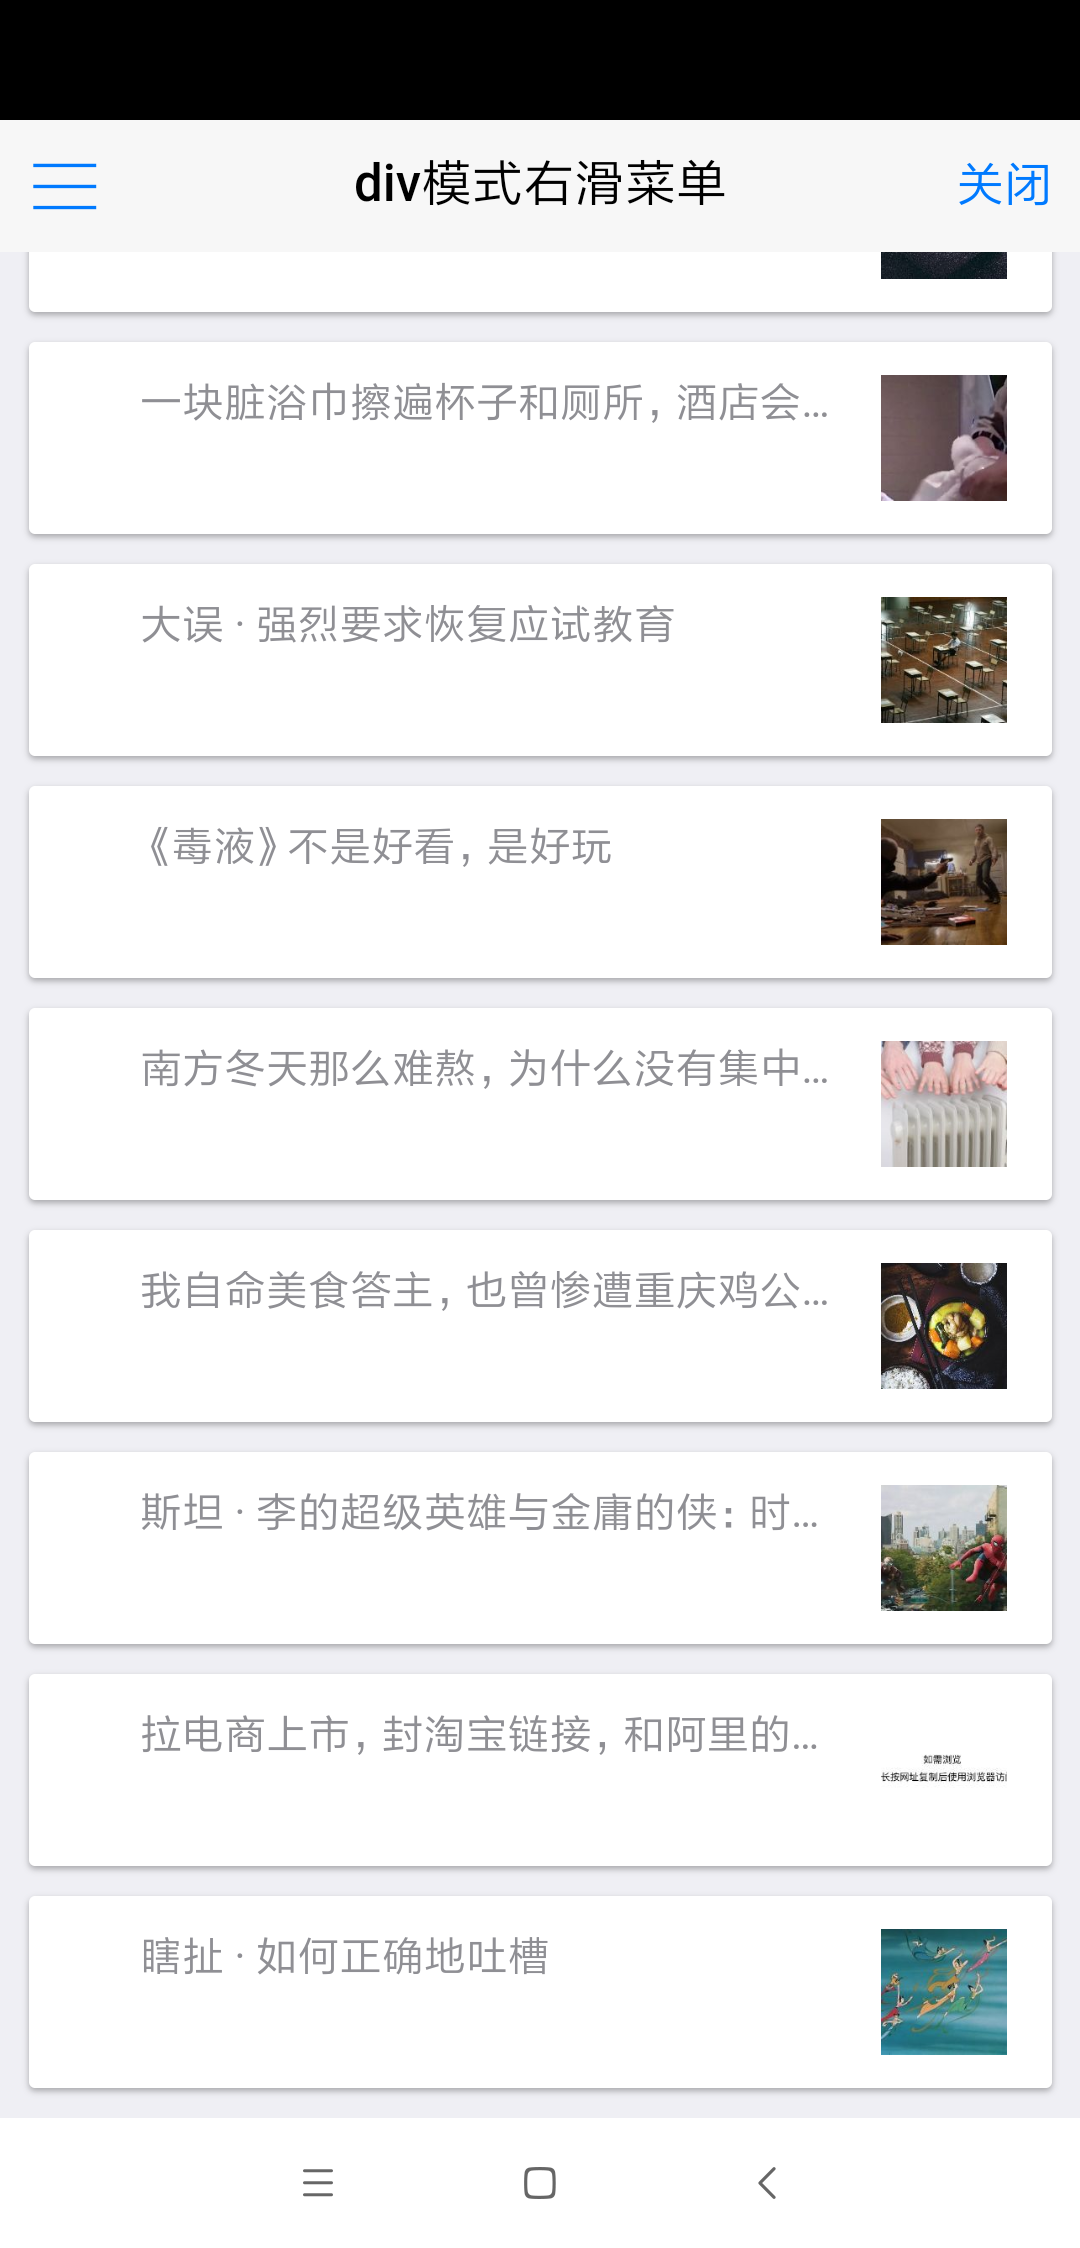 div模式右滑菜单
关闭
一块脏浴巾擦遍杯子和厕所，酒店会...
大误 · 强烈要求恢复应试教育
《毒液》不是好看，是好玩
南方冬天那么难熬，为什么没有集中...
我自命美食答主，也曾惨遭重庆鸡公...
斯坦 · 李的超级英雄与金庸的侠：时...
拉电商上市，封淘宝链接，和阿里的...
如需浏览
长按网址复制后使用浏览器访
瞎扯 · 如何正确地吐槽